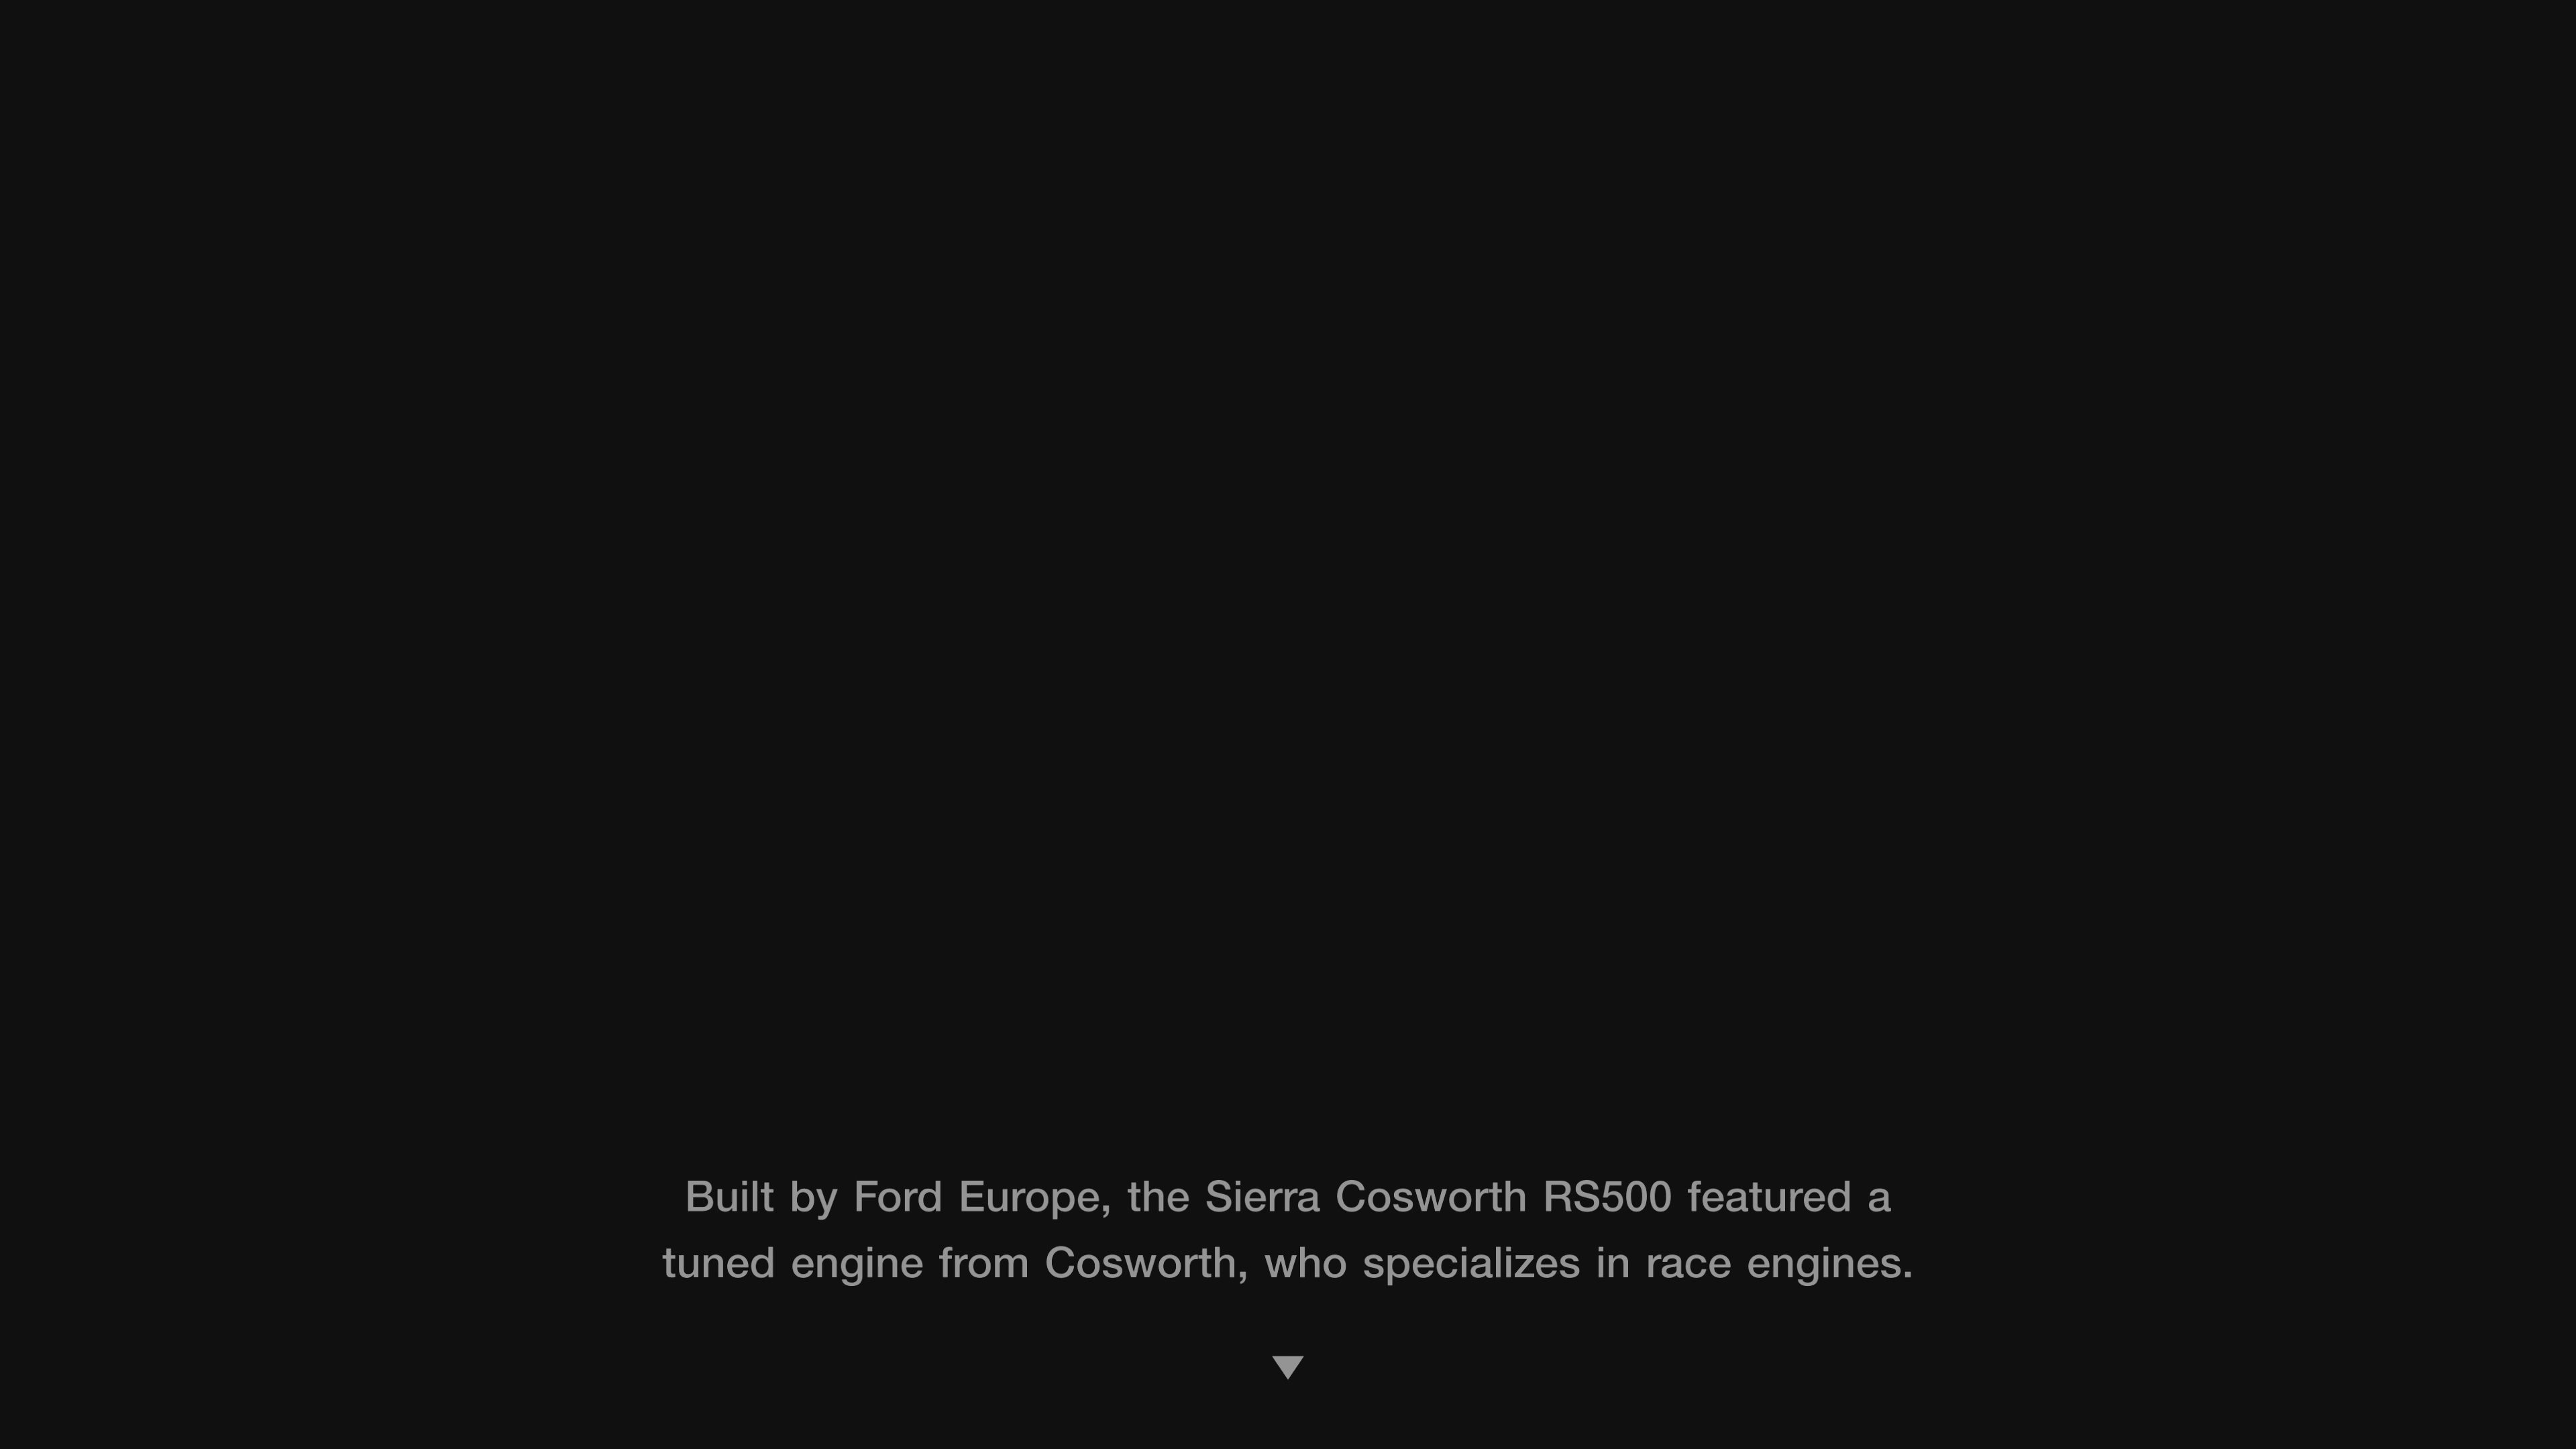 Built by Ford Europe, the Sierra Cosworth RS500 featured a
tuned engine from Cosworth, who specializes in race engines.